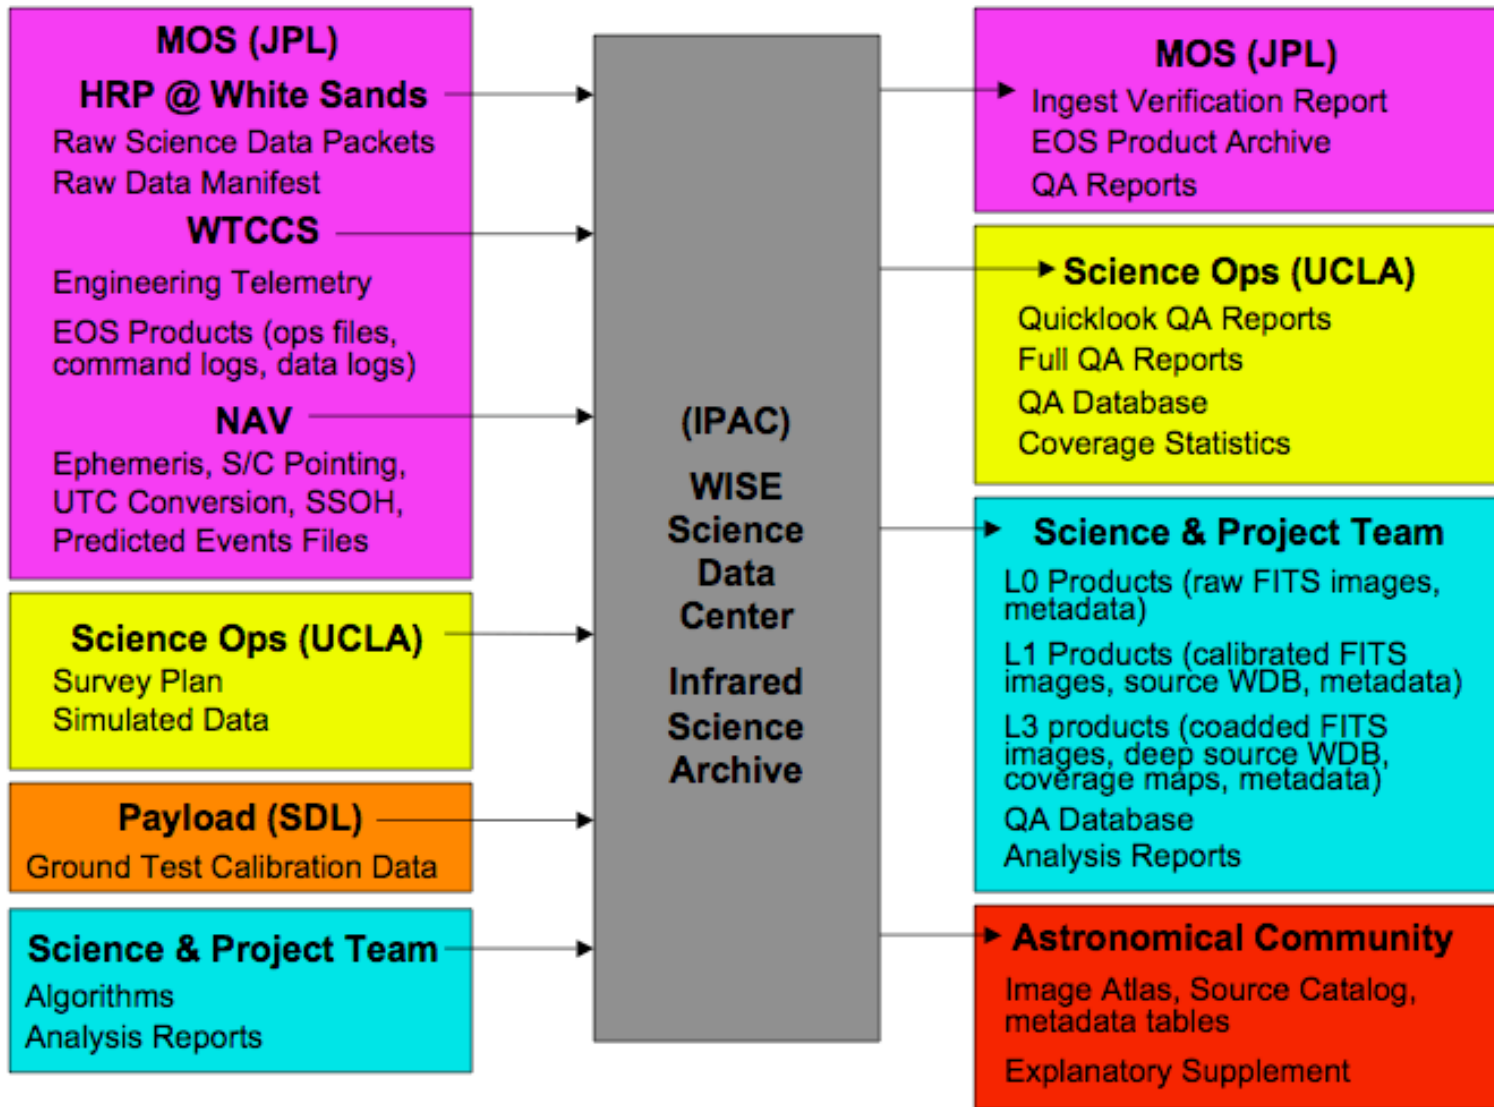 MOS (JPL)
HRP @ White Sands
Raw Science Data Packets
Raw Data Manifest
WTCCS
Engineering Telemetry
EOS Products (ops files,
command logs, data logs)
NAV
Ephemeris, S/C Pointing,
UTC Conversion, SSOH,
Predicted Events Files
Science Ops (UCLA)
Survey Plan
Simulated Data
Payload (SDL)
Ground Test Calibration Data
Science & Project Team
Algorithms
Analysis Reports
(IPAC)
WISE
Science
Data
Center
Infrared
Science
Archive
MOS (JPL)
Ingest Verification Report
EOS Product Archive
QA Reports
Science Ops (UCLA)
Quicklook QA Reports
Full QA Reports
QA Database
Coverage Statistics
Science & Project Team
L0 Products (raw FITS images,
metadata)
L1 Products (calibrated FITS
images, source WDB, metadata)
L3 products (coadded FITS
images, deep source WDB,
coverage maps, metadata)
QA Database
Analysis Reports
Astronomical Community
Image Atlas, Source Catalog,
metadata tables
Explanatory Supplement